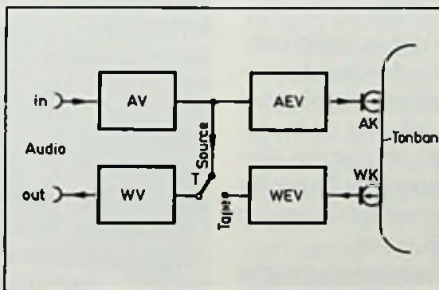 in
AV
AEV
AK
Audio
Source
Tonban
T
out
WV
Tape
WEV
WK